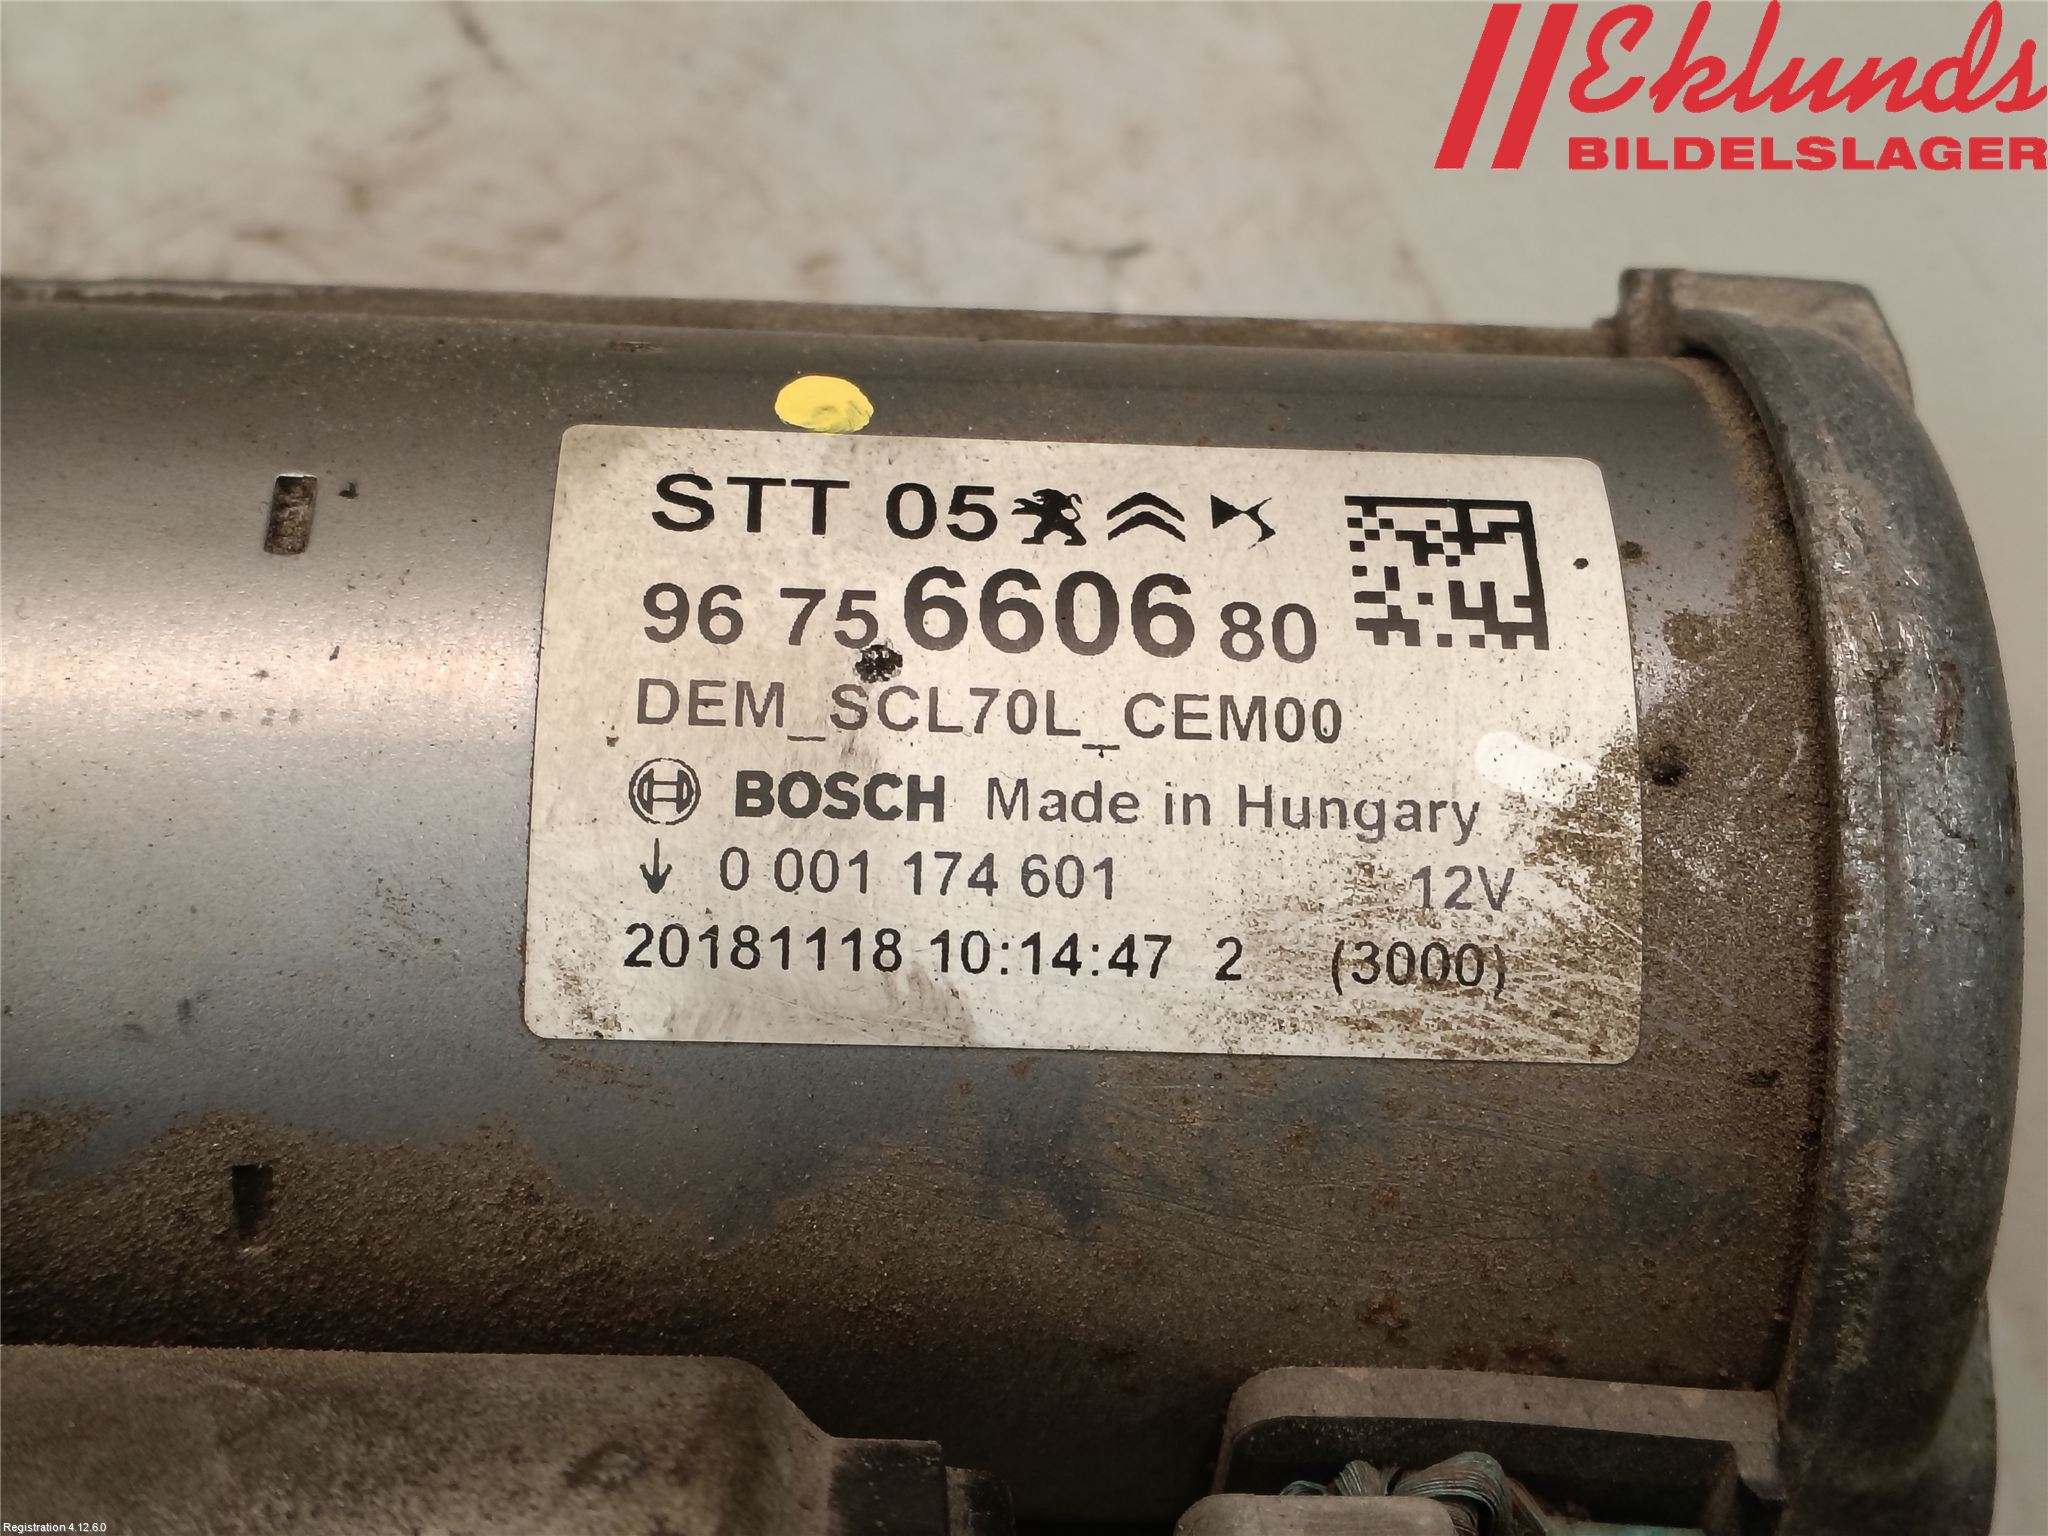 Eklunds
BILDELSLAGER
STT 05
96 75 6606 80
DEM_SCL70L_CEM00
BOSCH Made in Hungary
↓ 0 001 174 601 12V
20181118 10:14:47 2 (3000)
Registration 4.12.6.0